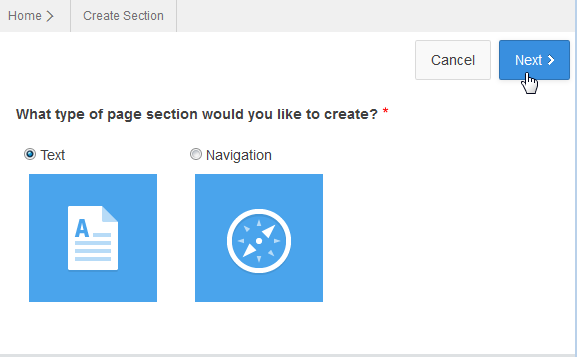 Home Create Section
Cancel Next
What type of page section would you like to create? *
Text Navigation
A